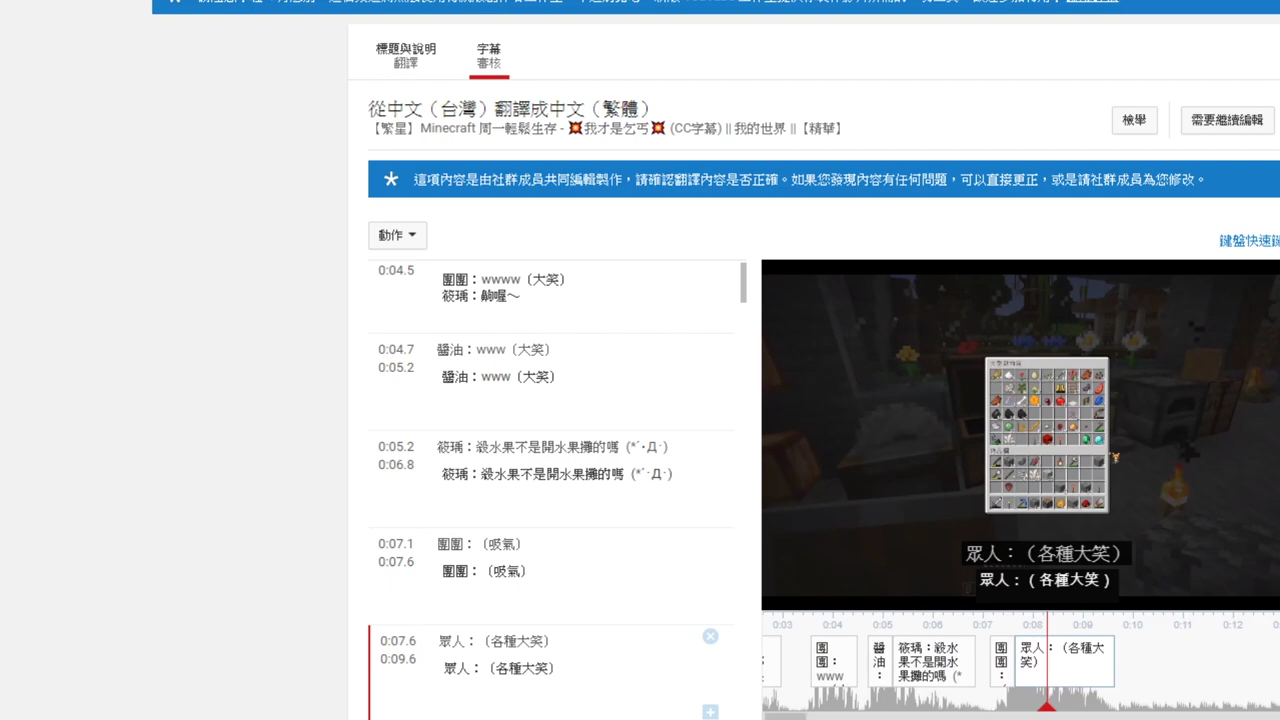 標題與說明
翻譯
字幕
審核
從中文（台灣）翻譯成中文（繁體）
【繁星】Minecraft 周一輕鬆生存 - 💥我才是乞丐💥 (CC字幕) || 我的世界 ||【精華】
檢舉
需要繼續編輯
這項內容是由社群成員共同編輯製作，請確認翻譯內容是否正確。如果您發現內容有任何問題，可以直接更正，或是請社群成員為您修改。
動作
鍵盤快速鍵
0:04.5
團團：wwww（大笑）
筱瑀：齁喔～
0:04.7
醬油：www（大笑）
0:05.2
醬油：www（大笑）
0:05.2
筱瑀：殺水果不是開水果攤的嗎（*ˊ・Д・）
0:06.8
筱瑀：殺水果不是開水果攤的嗎（*ˊ・Д・）
0:07.1
團團：（吸氣）
0:07.6
團團：（吸氣）
0:07.6
眾人：（各種大笑）
0:09.6
眾人：（各種大笑）
眾人：（各種大笑）
眾人：（各種大笑）
0:03 0:04 0:05 0:06 0:07 0:08 0:09 0:10 0:11 0:12
團
團：
www
醬
油
：
筱瑀：殺水
果不是開水
果攤的嗎（*
團
團
：
眾人：（各種大
笑）